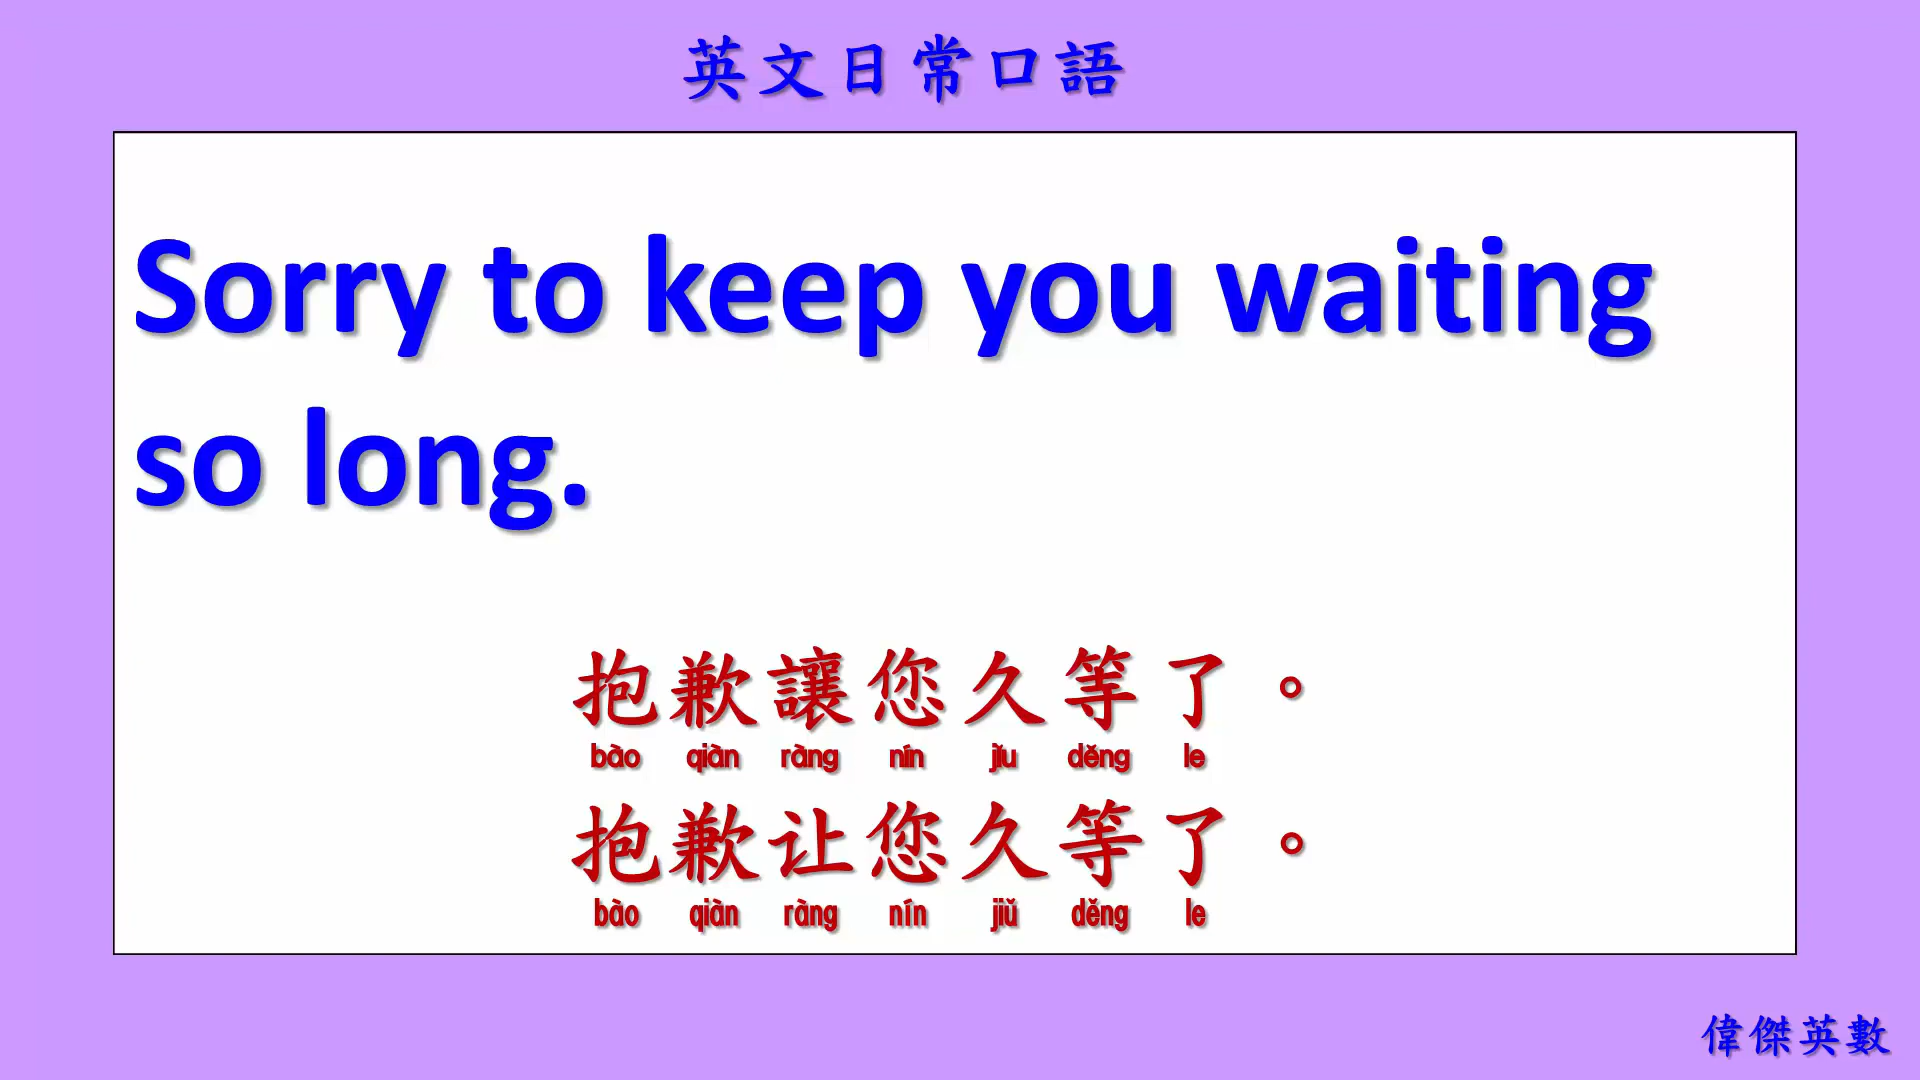 英文日常口語
Sorry to keep you waiting
so long.
抱歉讓您久等了。
bào qiàn ràng nín jǐu děng le
抱歉让您久等了。
bào qiàn ràng nín jiǔ děng le
偉傑英數